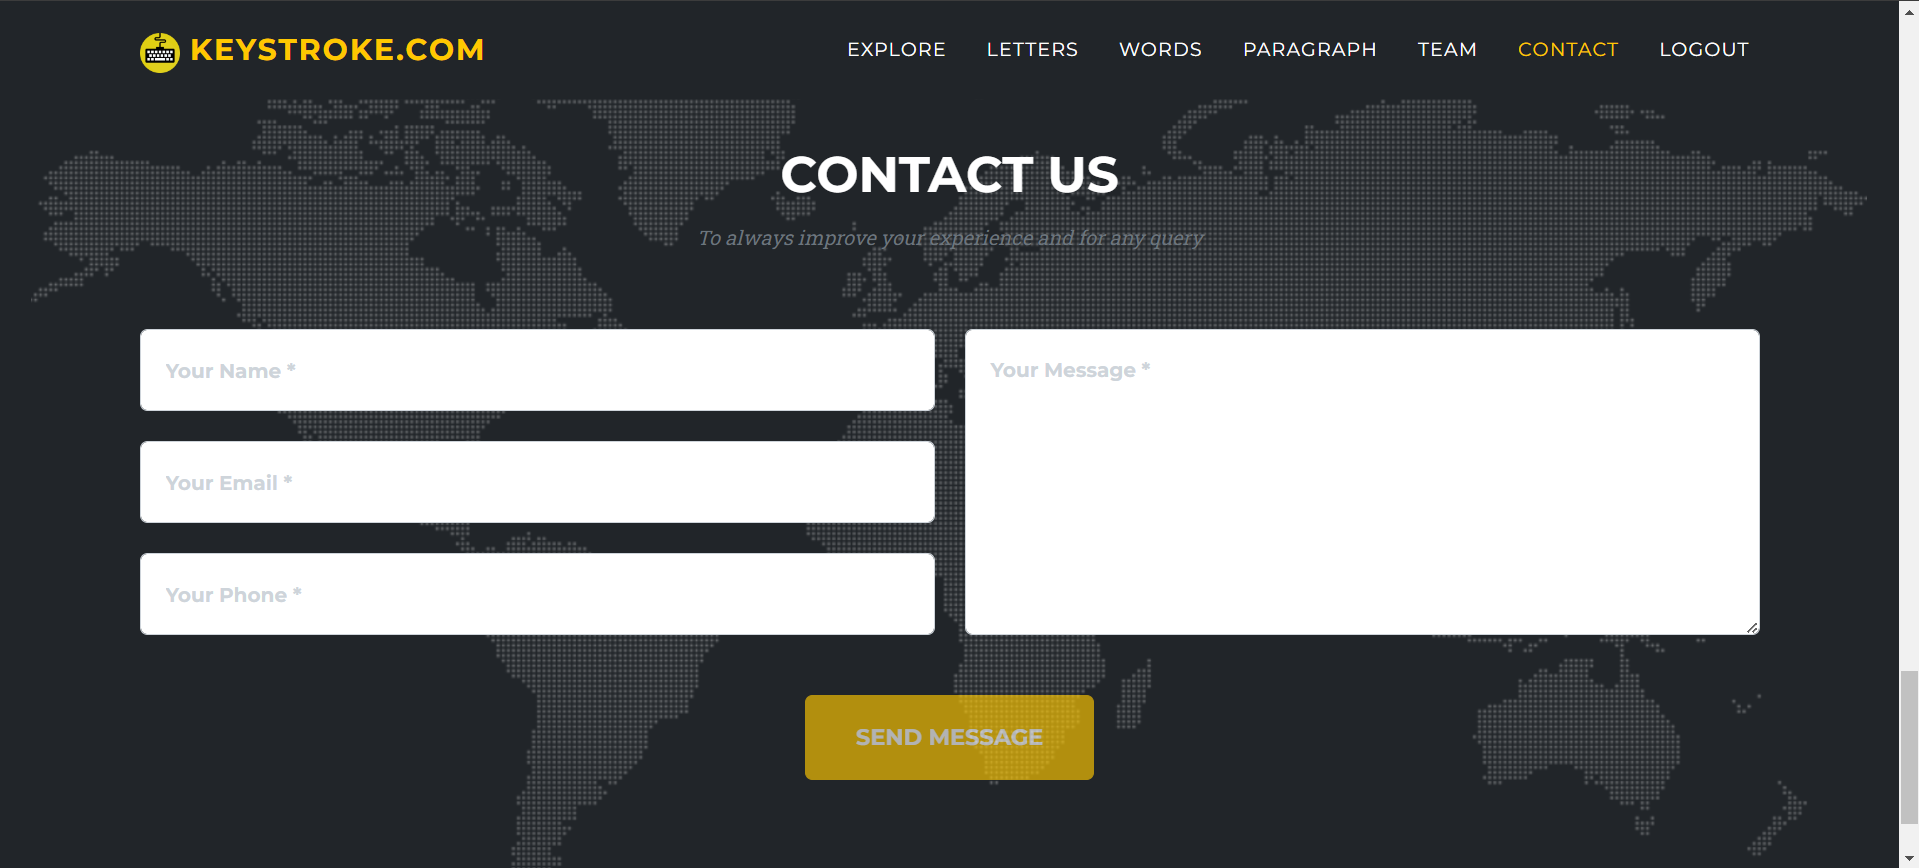 KEYSTROKE.COM
EXPLORE LETTERS WORDS PARAGRAPH TEAM CONTACT LOGOUT
CONTACT US
To always improve your experience and for any query
Your Name *
Your Email *
Your Phone *
Your Message *
SEND MESSAGE